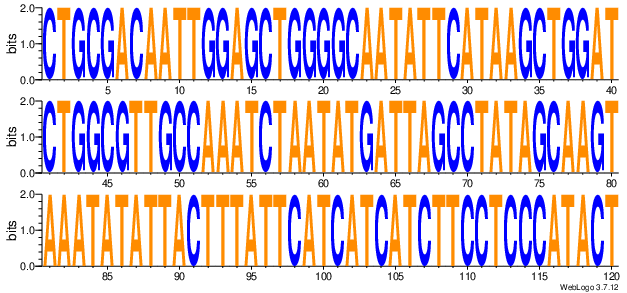 2.0
bits
1.0
0.0
CTGCGACAATTGGAGCTGGGGCAATATTCATAAGCTGGAT
5 10 15 20 25 30 35 40
2.0
bits
1.0
0.0
CTGGCGTTGCCAAATCTAATATGATTAGCCTATAGCAAGT
45 50 55 60 65 70 75 80
2.0
bits
1.0
0.0
AAATATATTACTTTATTCATCATCATCTTCCTCCCATACT
85 90 95 100 105 110 115 120
WebLogo 3.7.12